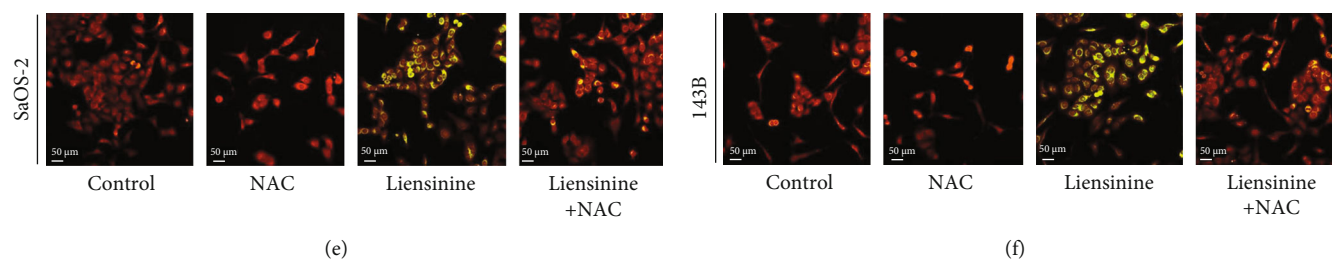 SaOS-2
50 μm
50 μm
50 μm
50 μm
Control
NAC
Liensinine
Liensinine
+NAC
(e)
143B
50 μm
50 μm
50 μm
50 μm
Control
NAC
Liensinine
Liensinine
+NAC
(f)